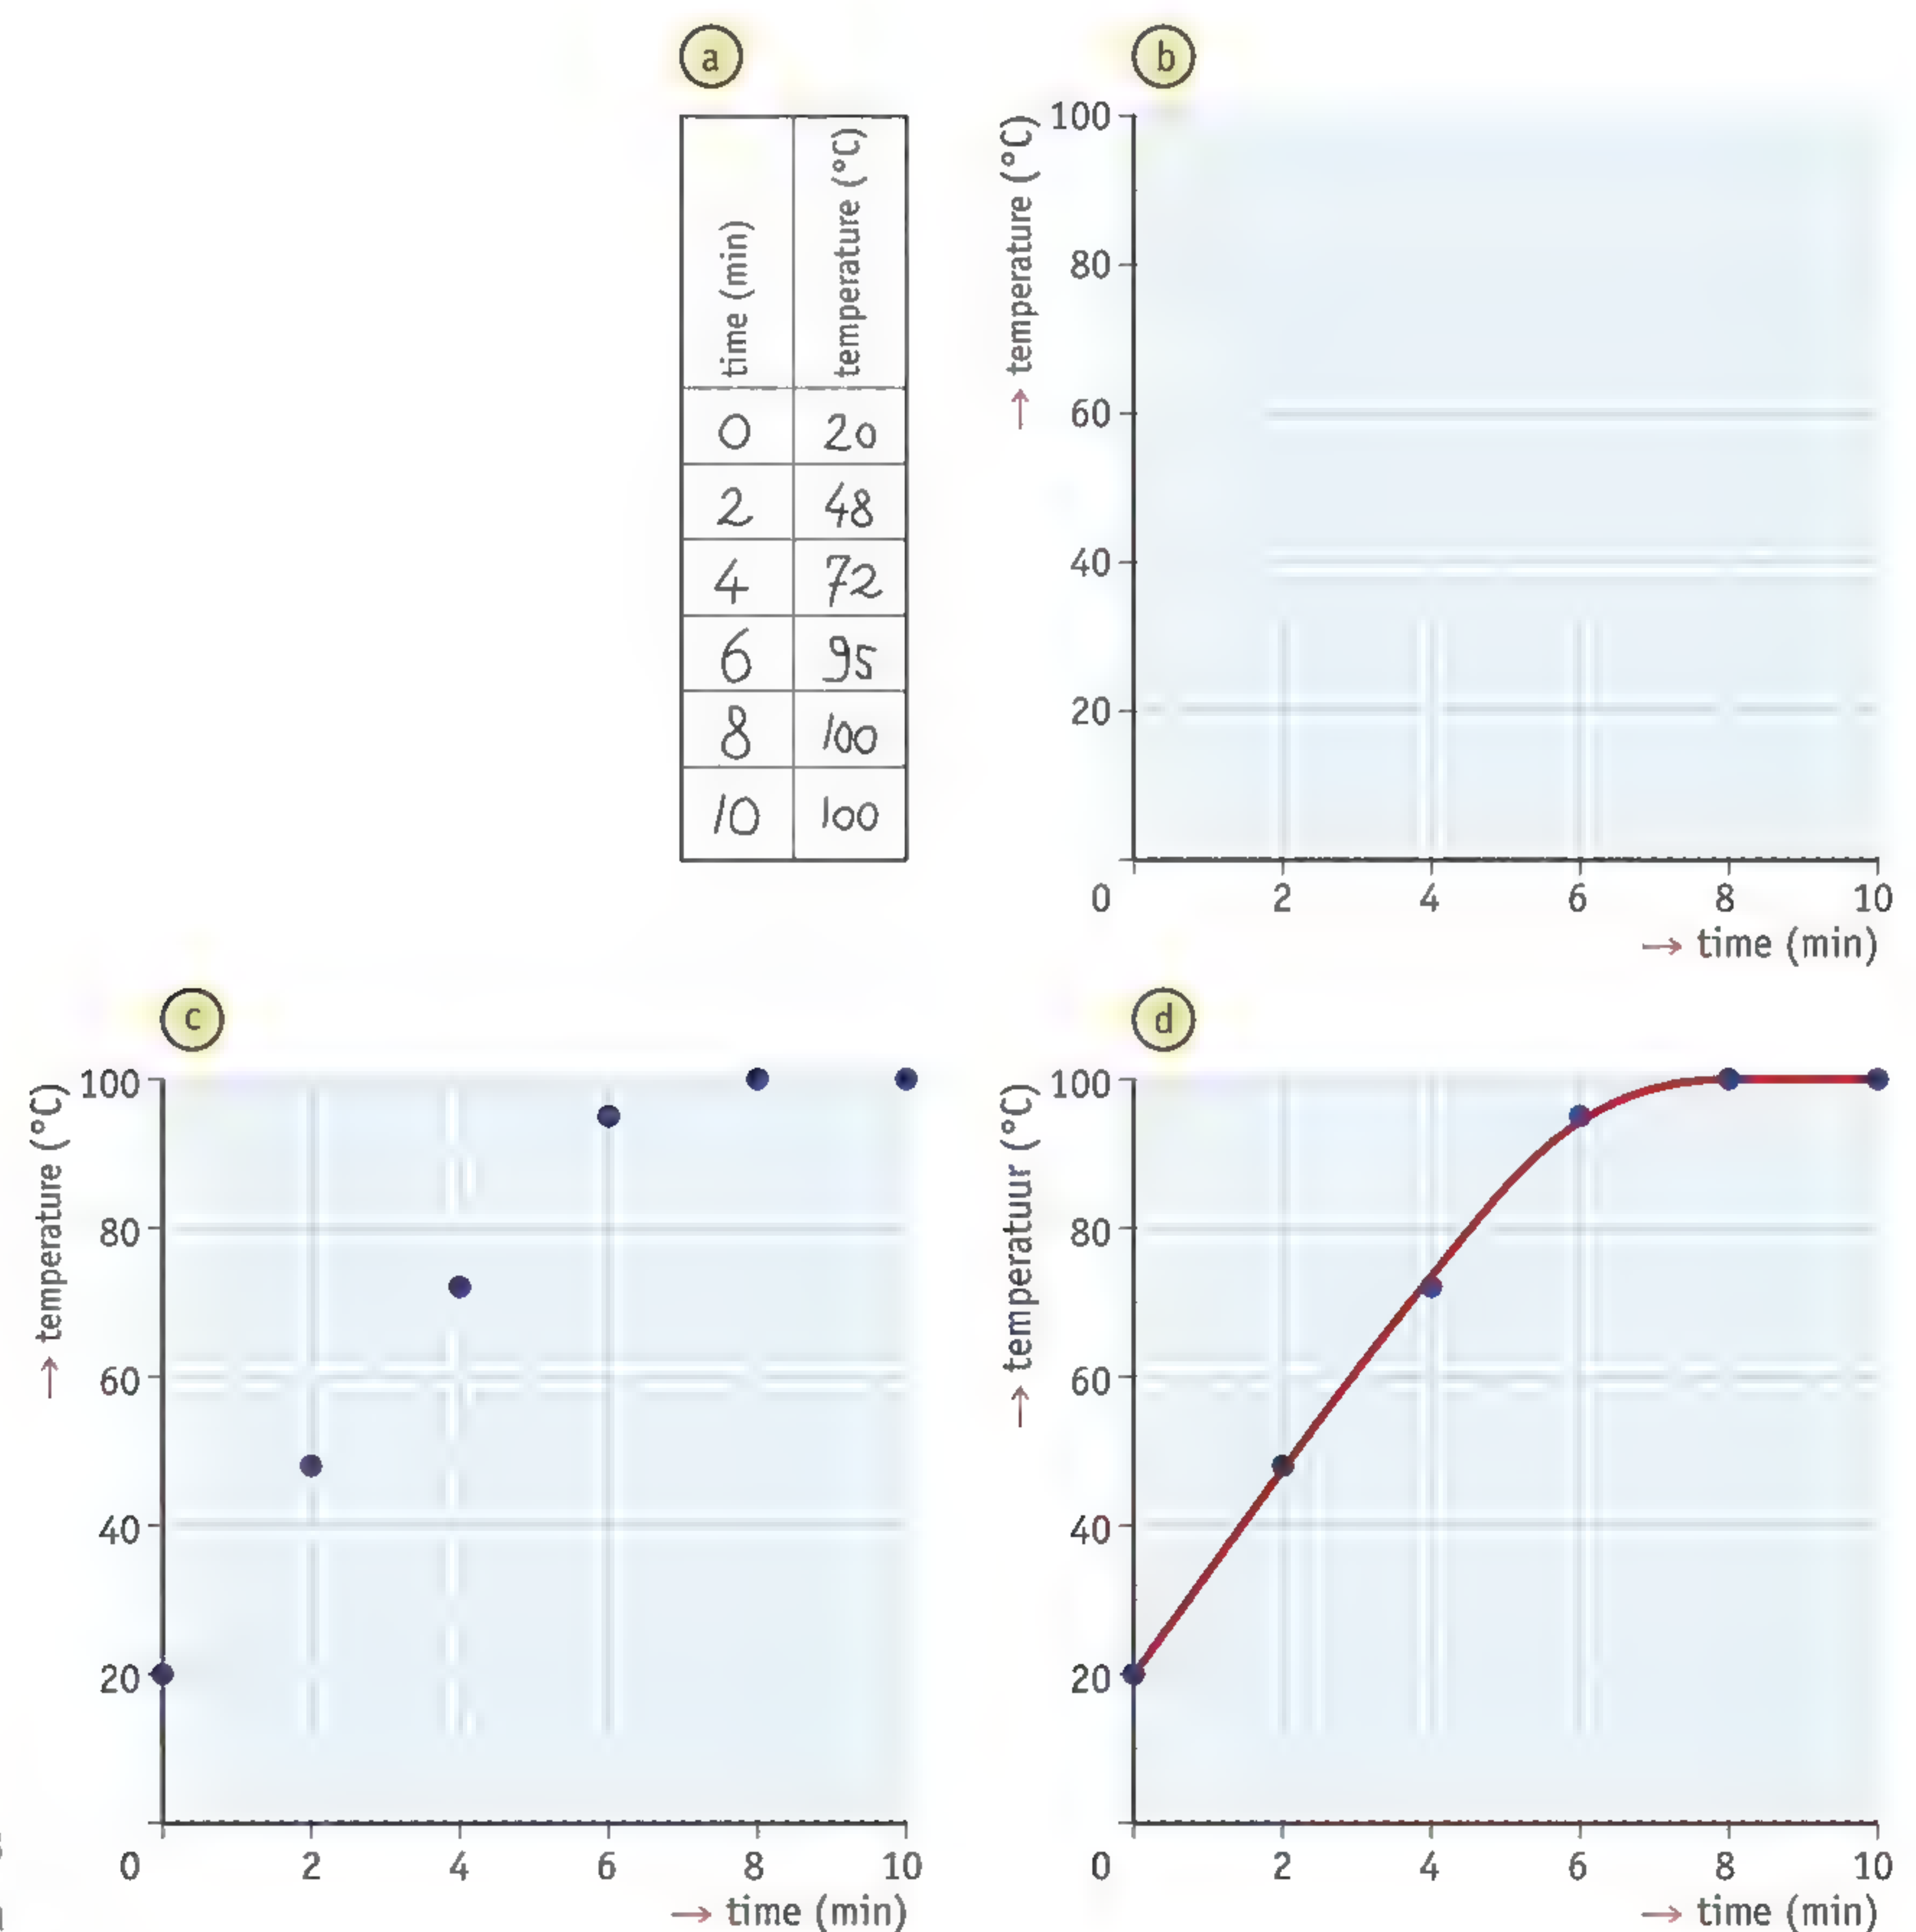 a
time (min) temperature (°C)
0 20
2 48
4 72
6 95
8 100
10 100
b
→ temperature (°C)
100
80
60
40
20
0 2 4 6 8 10
→ time (min)
c
→ temperature (°C)
100
80
60
40
20
0 2 4 6 8 10
→ time (min)
d
→ temperatuur (°C)
100
80
60
40
20
0 2 4 6 8 10
→ time (min)